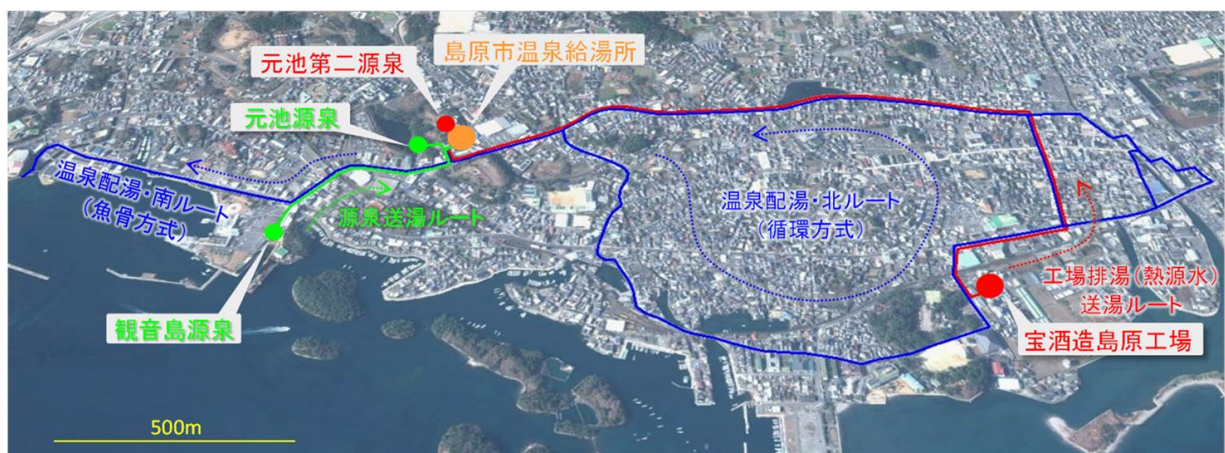 元池第二源泉
島原市温泉給湯所
元池源泉
温泉配湯・南ルート
(魚骨方式)
源泉送湯ルート
温泉配湯・北ルート
(循環方式)
工場排湯(熱源水)
送湯ルート
観音島源泉
宝酒造島原工場
500m